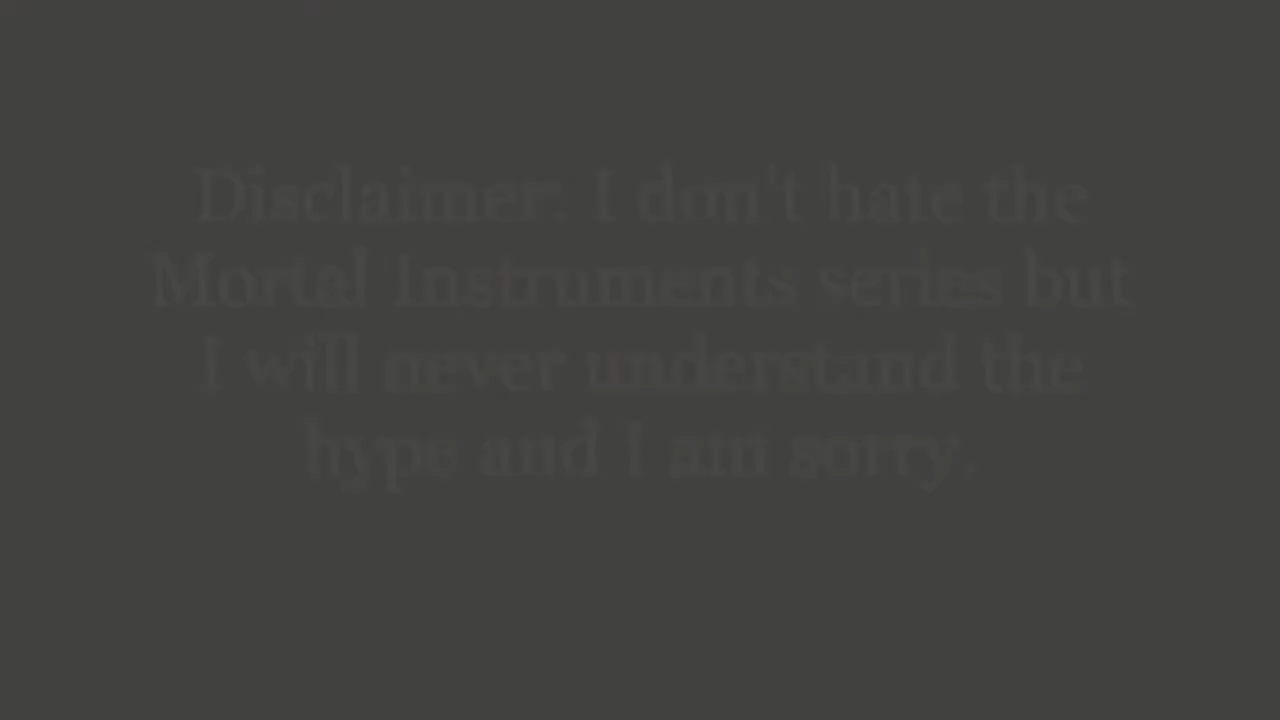 Disclaimer: I don't hate the
Mortal Instruments series but
I will never understand the
hype and I am sorry.